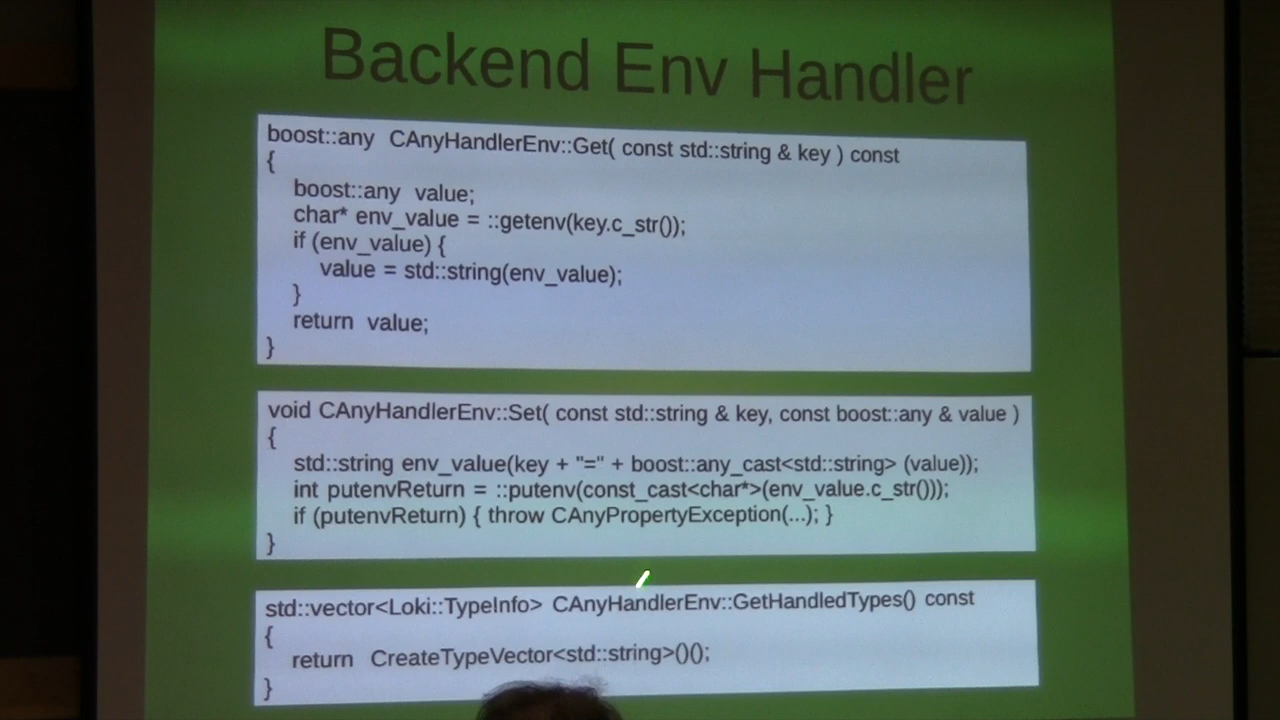 Backend Env Handler
boost::any  CAnyHandlerEnv::Get( const std::string & key ) const
{
boost::any  value;
char* env_value = ::getenv(key.c_str());
if (env_value) {
value = std::string(env_value);
}
return  value;
}
void CAnyHandlerEnv::Set( const std::string & key, const boost::any & value )
{
std::string env_value(key + "=" + boost::any_cast<std::string> (value));
int putenvReturn = ::putenv(const_cast<char*>(env_value.c_str()));
if (putenvReturn) { throw CAnyPropertyException(...); }
}
std::vector<Loki::TypeInfo>  CAnyHandlerEnv::GetHandledTypes() const
{
return  CreateTypeVector<std::string>()();
}